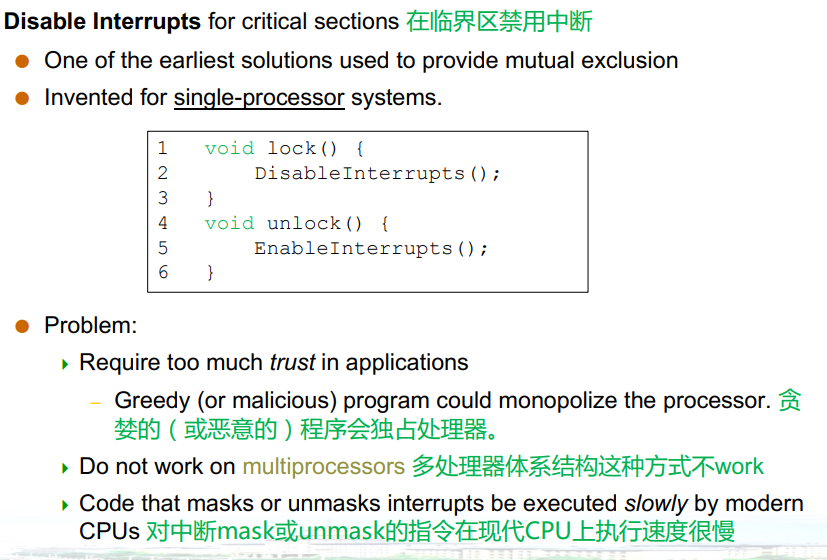 Disable Interrupts for critical sections 在临界区禁用中断
One of the earliest solutions used to provide mutual exclusion
Invented for single-processor systems.
1 void lock() {
2 DisableInterrupts();
3 }
4 void unlock() {
5 EnableInterrupts();
6 }
Problem:
Require too much trust in applications
– Greedy (or malicious) program could monopolize the processor. 贪
婪的（或恶意的）程序会独占处理器。
Do not work on multiprocessors 多处理器体系结构这种方式不work
Code that masks or unmasks interrupts be executed slowly by modern
CPUs 对中断mask或unmask的指令在现代CPU上执行速度很慢